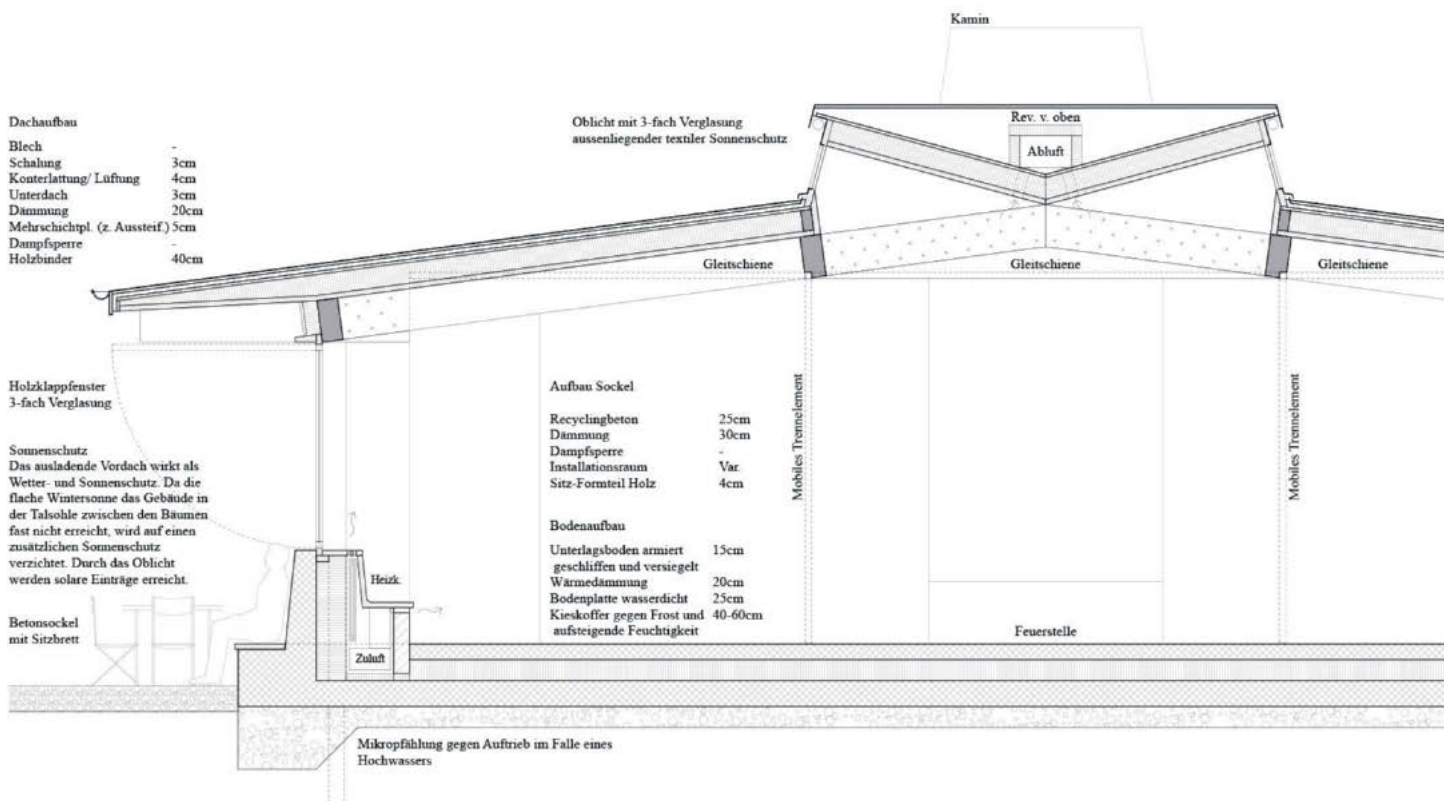 Kamin
Dachaufbau
Blech -
Schalung 3cm
Konterlattung/ Lüftung 4cm
Unterdach 3cm
Dämmung 20cm
Mehrschichtpl. (z. Aussteif.) 5cm
Dampfsperre -
Holzbinder 40cm
Oblicht mit 3-fach Verglasung
aussenliegender textiler Sonnenschutz
Rev. v. oben
Abluft
Gleitschiene
Gleitschiene
Gleitschiene
Holzklappfenster
3-fach Verglasung
Sonnenschutz
Das ausladende Vordach wirkt als
Wetter- und Sonnenschutz. Da die
flache Wintersonne das Gebäude in
der Talsohle zwischen den Bäumen
fast nicht erreicht, wird auf einen
zusätzlichen Sonnenschutz
verzichtet. Durch das Oblicht
werden solare Einträge erreicht.
Betonsockel
mit Sitzbrett
Heizk.
Zuluft
Aufbau Sockel
Recyclingbeton 25cm
Dämmung 30cm
Dampfsperre -
Installationsraum Var.
Sitz-Formteil Holz 4cm
Bodenaufbau
Unterlagsboden armiert 15cm
geschliffen und versiegelt
Wärmedämmung 20cm
Bodenplatte wasserdicht 25cm
Kieskoffer gegen Frost und 40-60cm
aufsteigende Feuchtigkeit
Mobiles Trennelement
Mobiles Trennelement
Feuerstelle
Mikropfählung gegen Auftrieb im Falle eines
Hochwassers